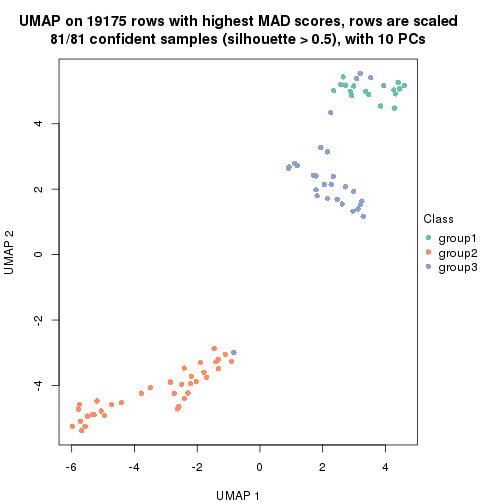 UMAP on 19175 rows with highest MAD scores, rows are scaled
81/81 confident samples (silhouette > 0.5), with 10 PCs
4
2
0
-2
-4
UMAP 2
-6
-4
-2
0
2
4
UMAP 1
Class
group1
group2
group3